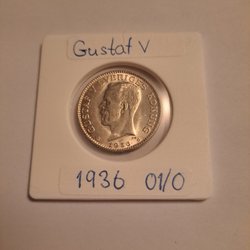 Gustaf V
GUSTAF V SVERIGES KONUNG
1936
1936 01/0